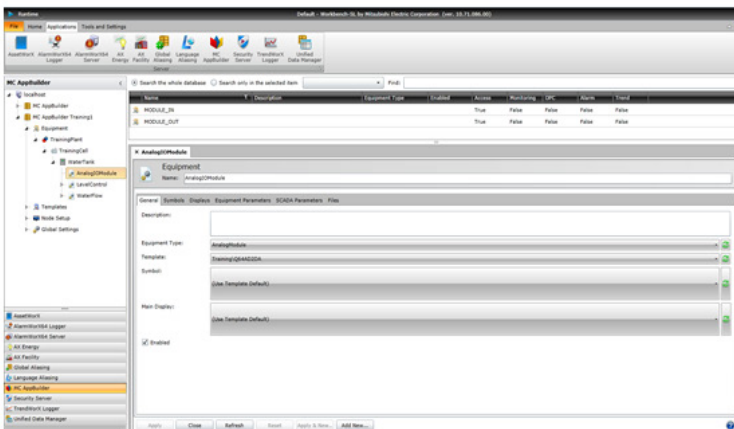 Runtime
Default - Workbench-SL by Mitsubishi Electric Corporation (ver. 10.71.086.00)
File Home Applications Tools and Settings
AssetWorX AlarmWorX64 Logger AlarmWorX64 Server AX Energy AX Facility Global Aliasing Language Aliasing MC AppBuilder Security Server TrendWorX Logger Unified Data Manager
Server
MC AppBuilder
Search the whole database Search only in the selected item Find:
localhost
MC AppBuilder
MC AppBuilder Training1
Equipment
TrainingPlant
TrainingCell
WaterTank
AnalogIOModule
LevelControl
WaterFlow
Templates
Node Setup
Global Settings
Name Description Equipment Type Enabled Access Monitoring OPC Alarm Trend
MODULE_IN True False False False False
MODULE_OUT True False False False False
AnalogIOModule
Equipment
Name: AnalogIOModule
General Symbols Displays Equipment Parameters SCADA Parameters Files
Description:
Equipment Type: AnalogModule
Template: Training\Q64AD2DA
Symbol: (Use Template Default)
Main Display: (Use Template Default)
Enabled
AssetWorX
AlarmWorX64 Logger
AlarmWorX64 Server
AX Energy
AX Facility
Global Aliasing
Language Aliasing
MC AppBuilder
Security Server
TrendWorX Logger
Unified Data Manager
Apply Close Refresh Reset Apply & New... Add New...